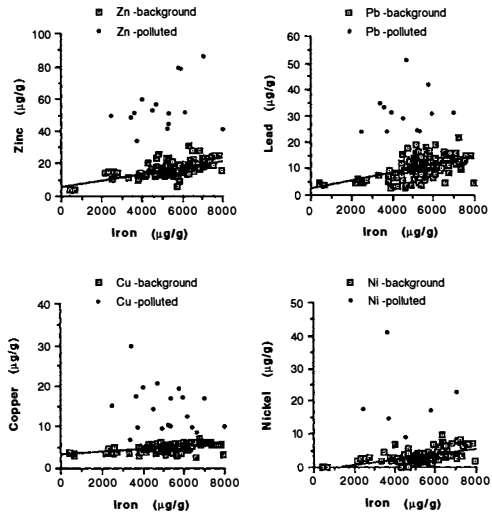 Zn -background
Zn -polluted
Zinc (µg/g)
100
80
60
40
20
0
0 2000 4000 6000 8000
Iron (µg/g)
Pb -background
Pb -polluted
Lead (µg/g)
60
50
40
30
20
10
0
0 2000 4000 6000 8000
Iron (µg/g)
Cu -background
Cu -polluted
Copper (µg/g)
40
30
20
10
0
0 2000 4000 6000 8000
Iron (µg/g)
Ni -background
Ni -polluted
Nickel (µg/g)
50
40
30
20
10
0
0 2000 4000 6000 8000
Iron (µg/g)